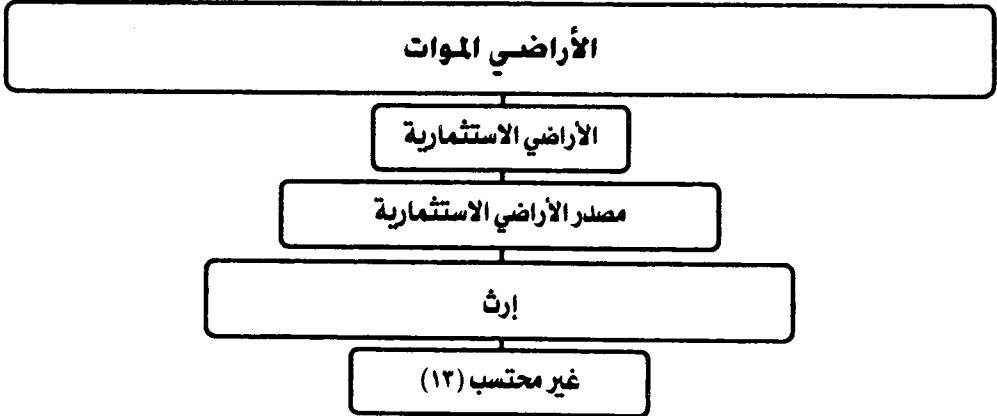 الأراضي الموات
الأراضي الاستثمارية
مصدر الأراضي الاستثمارية
إرث
غير محتسب (١٣)